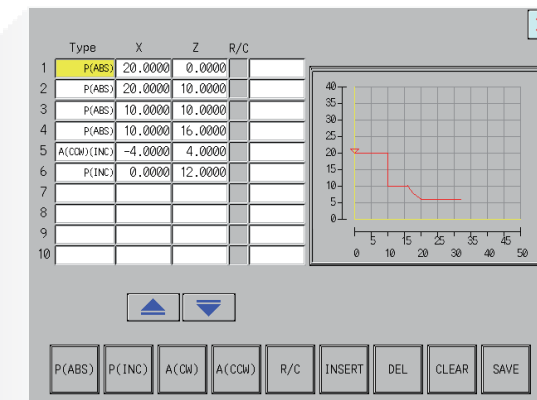 Type X Z R/C
1 P(ABS) 20.0000 0.0000
2 P(ABS) 20.0000 10.0000
3 P(ABS) 10.0000 10.0000
4 P(ABS) 10.0000 16.0000
5 A(CCW)(INC) -4.0000 4.0000
6 P(INC) 0.0000 12.0000
7
8
9
10
40
35
30
25
20
15
10
5
0
5 15 25 35 45
0 10 20 30 40 50
P(ABS) P(INC) A(CW) A(CCW) R/C INSERT DEL CLEAR SAVE